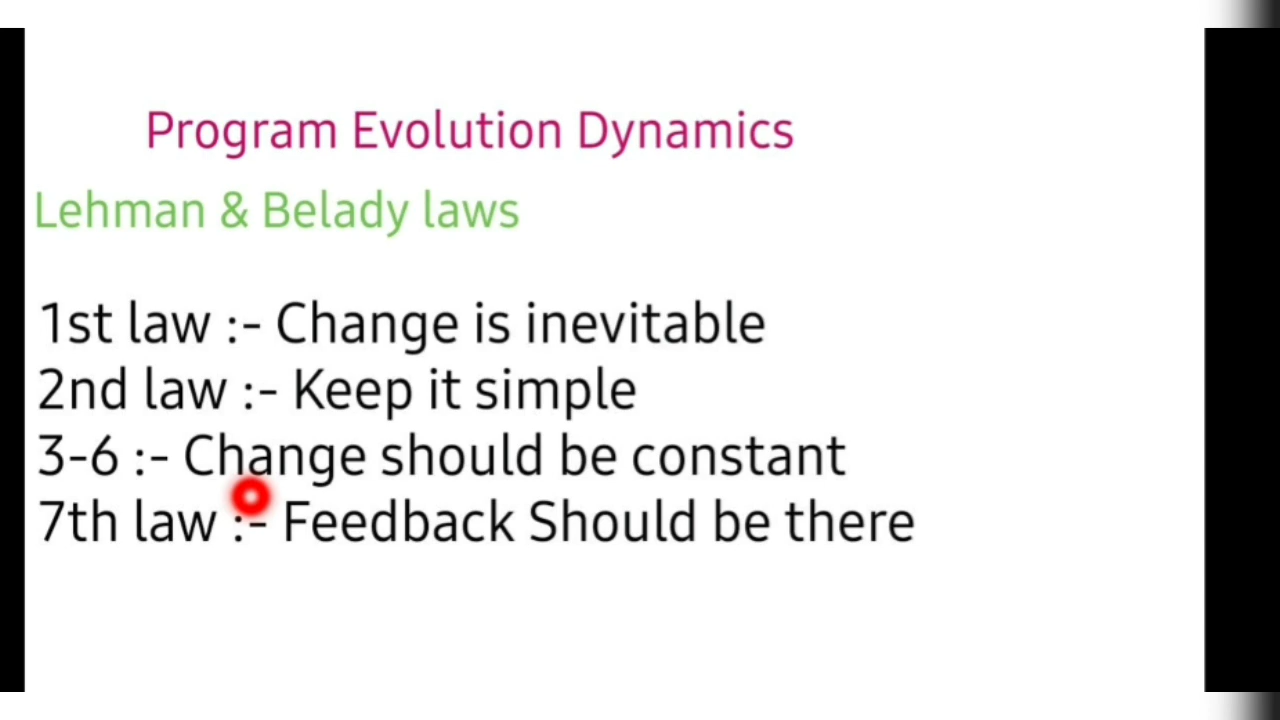 Program Evolution Dynamics
Lehman & Belady laws
1st law :- Change is inevitable
2nd law :- Keep it simple
3-6 :- Change should be constant
7th law :- Feedback Should be there